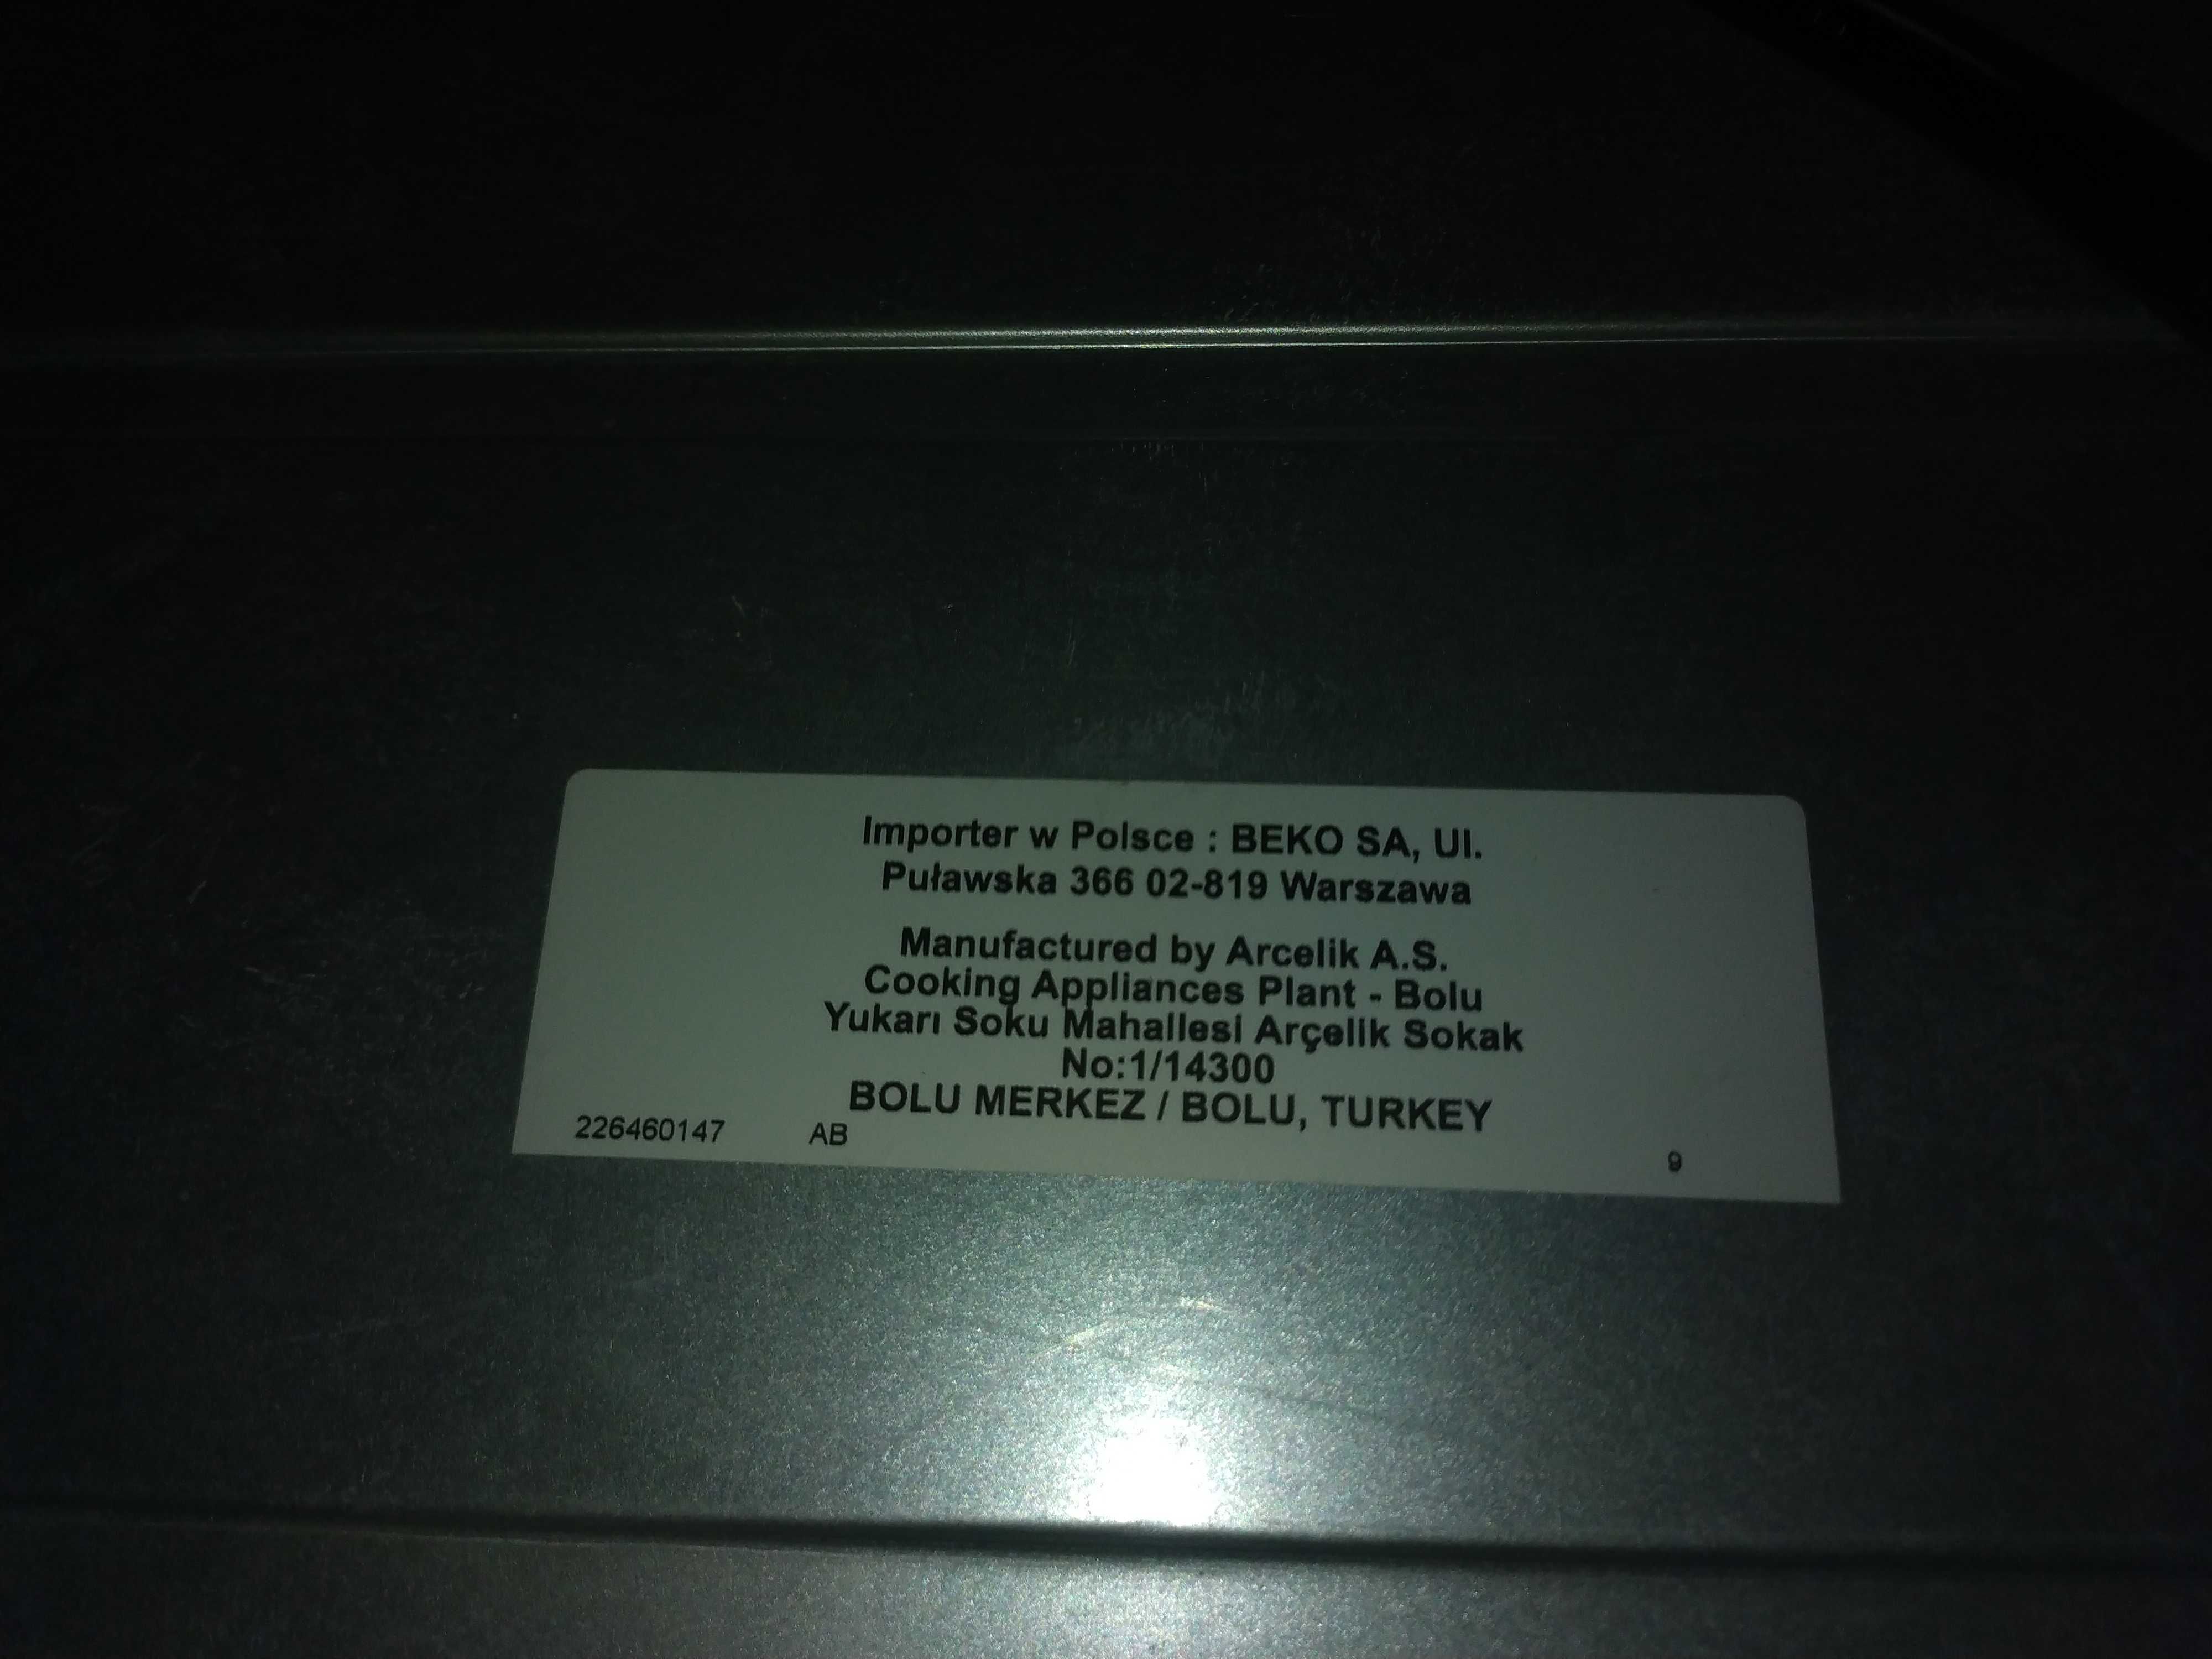 Importer w Polsce : BEKO SA, Ul.
Puławska 366 02-819 Warszawa
Manufactured by Arcelik A.S.
Cooking Appliances Plant - Bolu
Yukarı Soku Mahallesi Arçelik Sokak
No:1/14300
BOLU MERKEZ / BOLU, TURKEY
226460147 AB 9